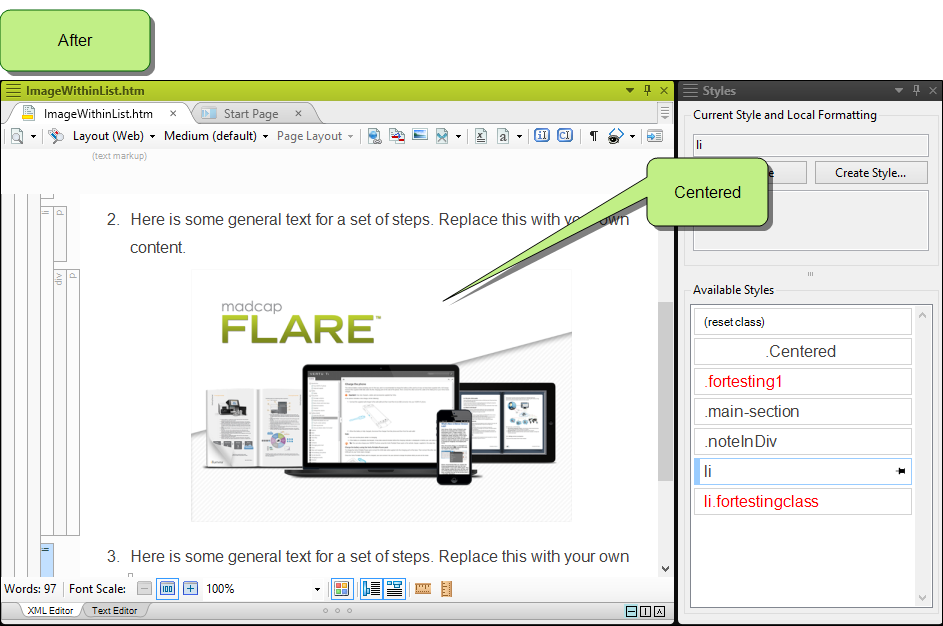 After
ImageWithinList.htm
Styles
ImageWithinList.htm
Start Page
Current Style and Local Formatting
Layout (Web)
Medium (default)
Page Layout
li
(text markup)
Create Style...
Centered
2. Here is some general text for a set of steps. Replace this with your own
content.
li
p
div
p
madcap
FLARE™
Available Styles
(reset class)
.Centered
.fortesting1
.main-section
.noteInDiv
li
li.fortestingclass
3. Here is some general text for a set of steps. Replace this with your own
li
Words: 97
Font Scale:
100
100%
XML Editor
Text Editor